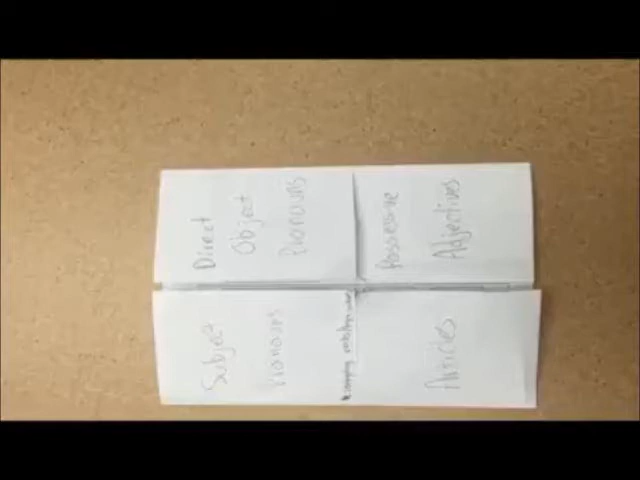 Subject
Pronouns
Direct
Object
Pronouns
Articles
Possessive
Adjectives